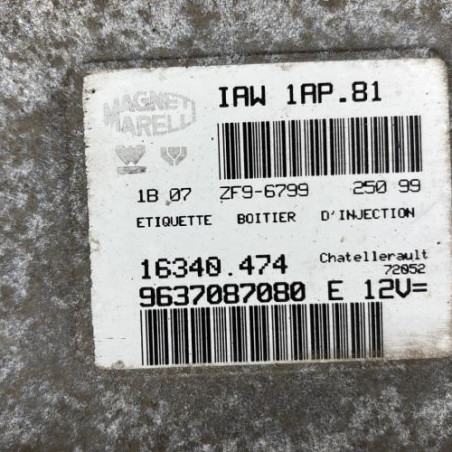 MAGNETI
MARELLI
IAW 1AP.81
18 07 ZF9-6799 250 99
ETIQUETTE BOITIER D'INJECTION
16340.474 Chatellerault
72052
9637087080 E 12V=